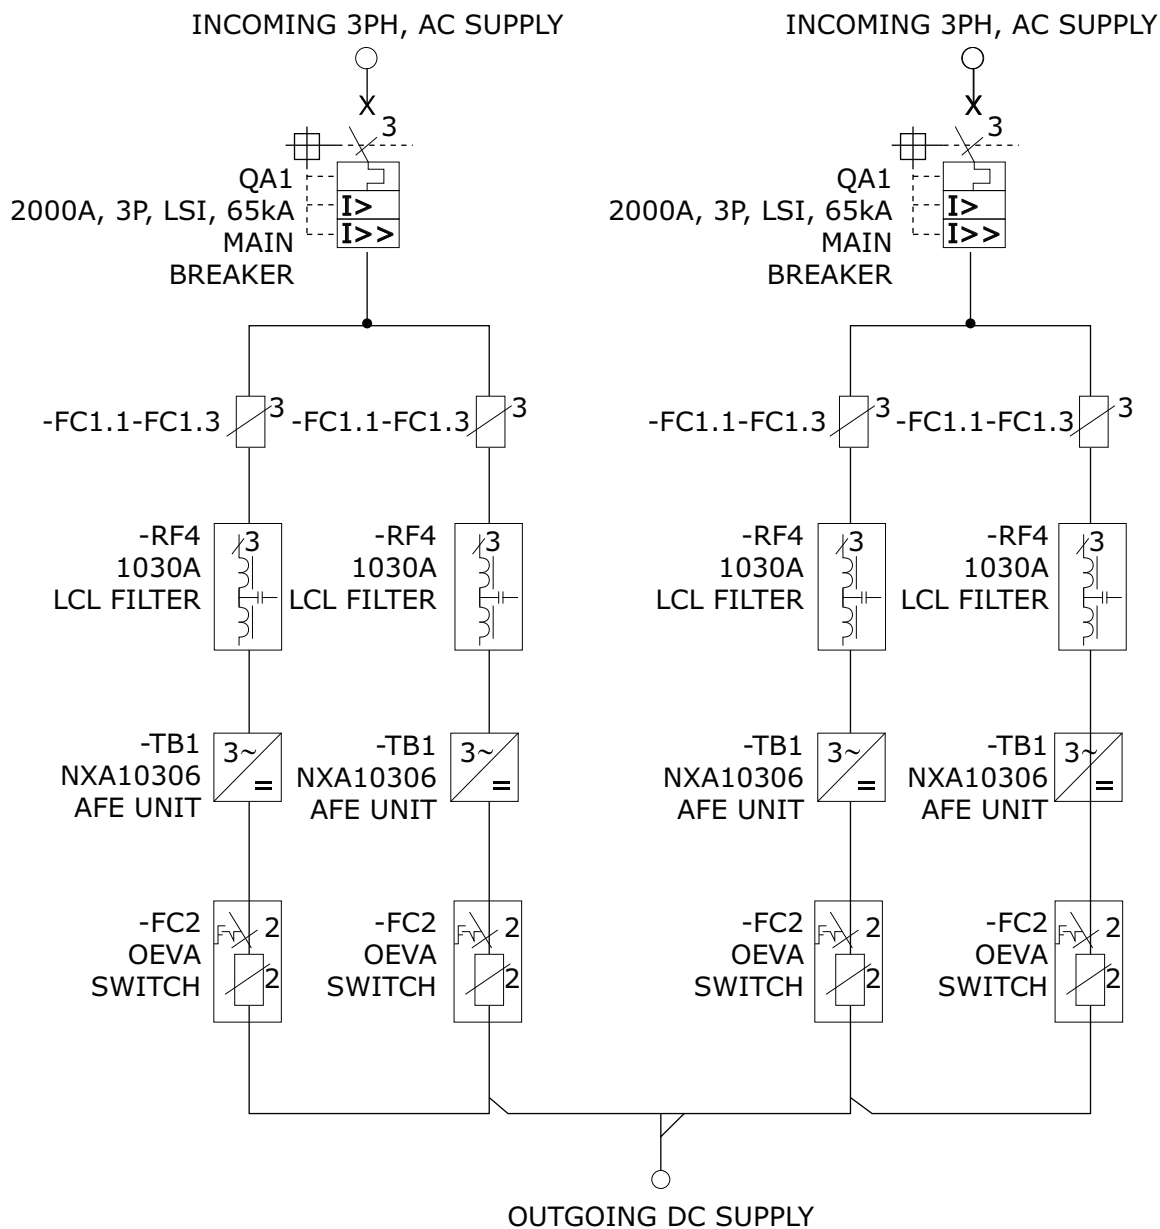 INCOMING 3PH, AC SUPPLY
INCOMING 3PH, AC SUPPLY
X
X
3
3
QA1
2000A, 3P, LSI, 65kA
MAIN
BREAKER
I>
I>>
QA1
2000A, 3P, LSI, 65kA
MAIN
BREAKER
I>
I>>
-FC1.1-FC1.3
3
-FC1.1-FC1.3
3
-FC1.1-FC1.3
3
-FC1.1-FC1.3
3
-RF4
1030A
LCL FILTER
3
-RF4
1030A
LCL FILTER
3
-RF4
1030A
LCL FILTER
3
-RF4
1030A
LCL FILTER
3
-TB1
NXA10306
AFE UNIT
3~
=
-TB1
NXA10306
AFE UNIT
3~
=
-TB1
NXA10306
AFE UNIT
3~
=
-TB1
NXA10306
AFE UNIT
3~
=
-FC2
OEVA
SWITCH
2
2
-FC2
OEVA
SWITCH
2
2
-FC2
OEVA
SWITCH
2
2
-FC2
OEVA
SWITCH
2
2
OUTGOING DC SUPPLY